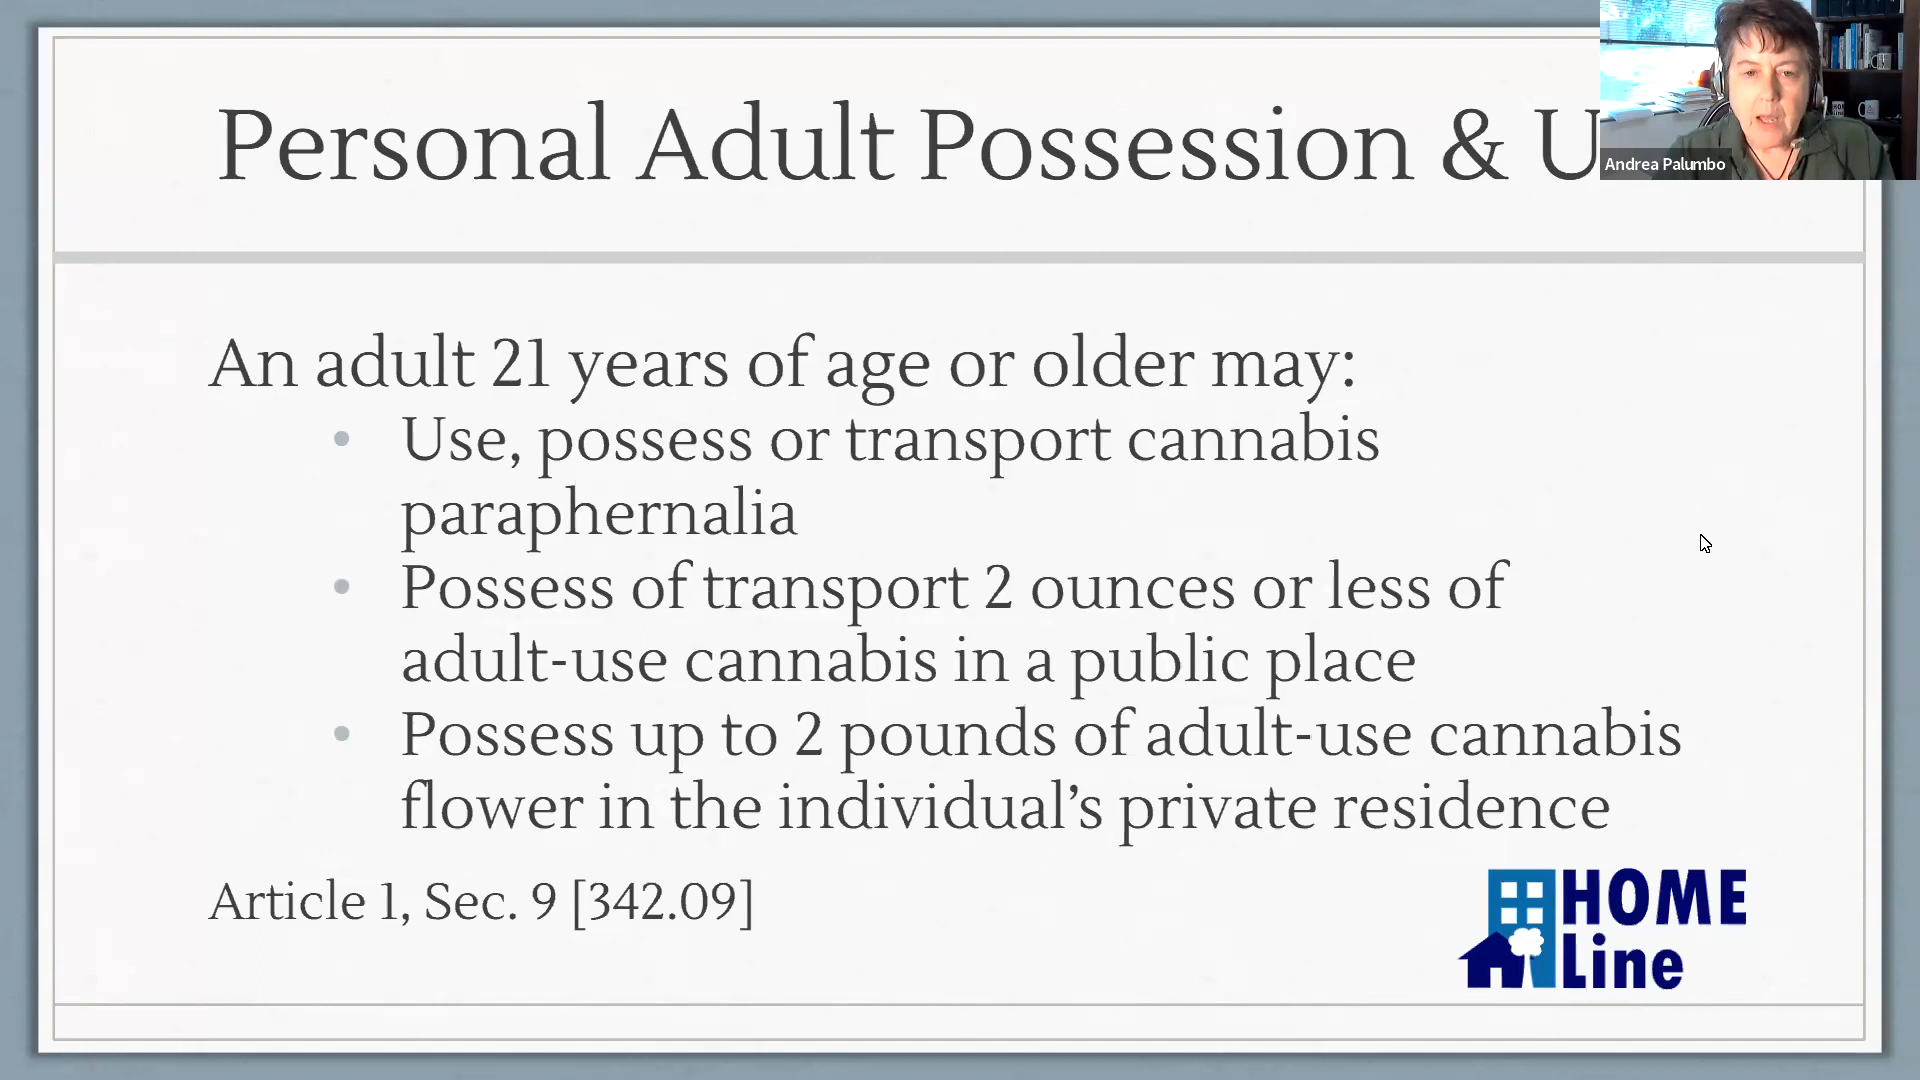 Personal Adult Possession & U
Andrea Palumbo
An adult 21 years of age or older may:
• Use, possess or transport cannabis
paraphernalia
• Possess of transport 2 ounces or less of
adult-use cannabis in a public place
• Possess up to 2 pounds of adult-use cannabis
flower in the individual’s private residence
Article 1, Sec. 9 [342.09]
HOME
Line